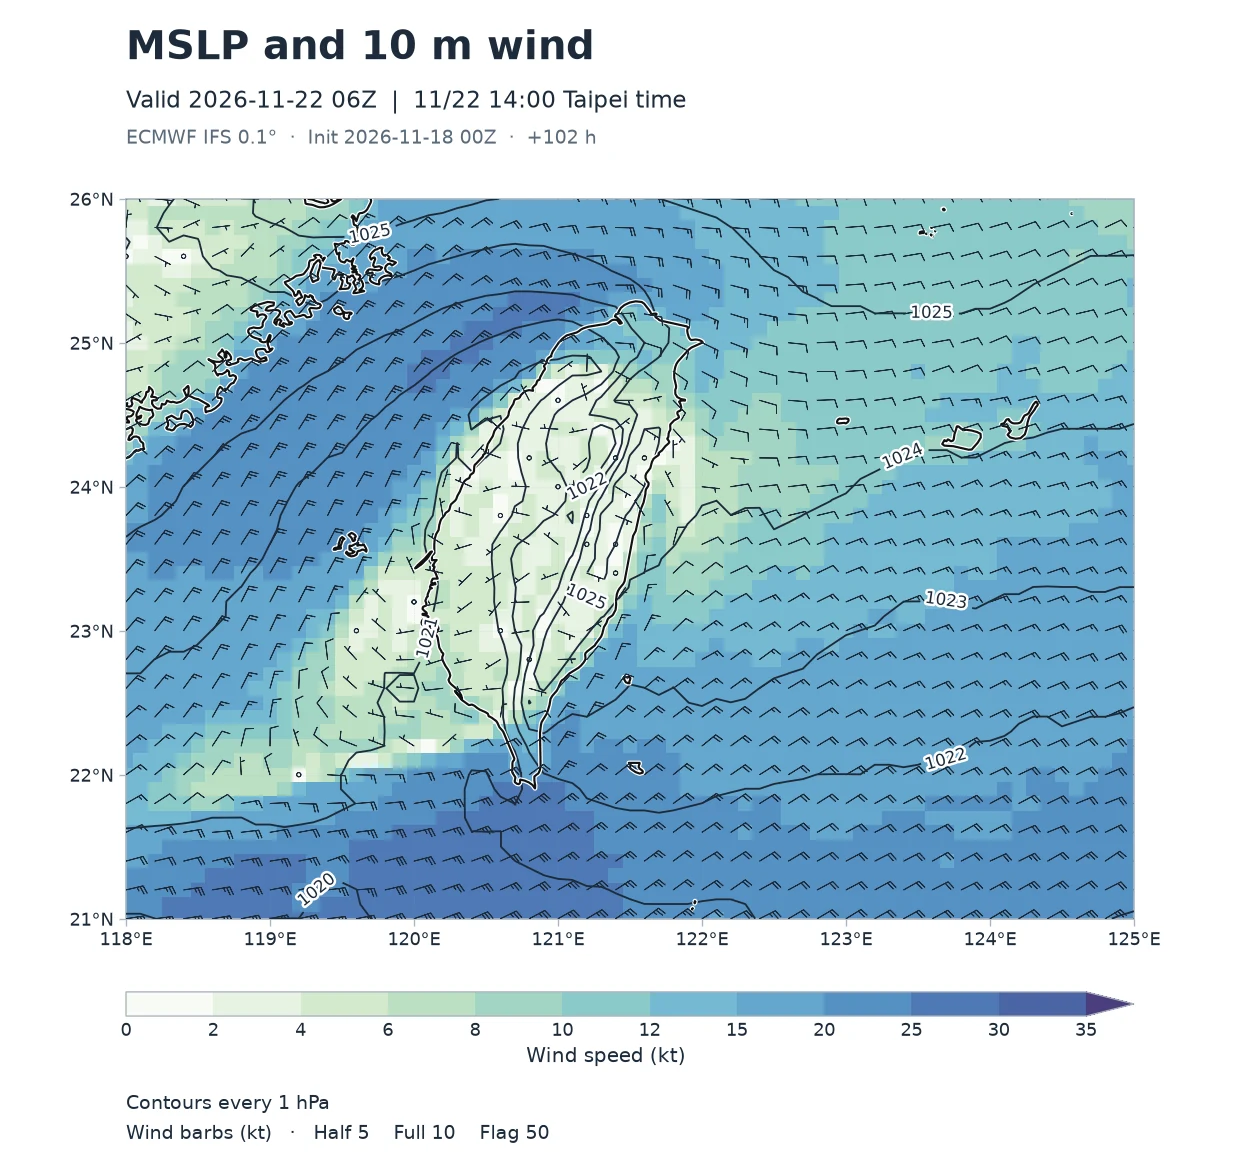 MSLP and 10 m wind
Valid 2026-11-22 06Z | 11/22 14:00 Taipei time
ECMWF IFS 0.1° · Init 2026-11-18 00Z · +102 h
26°N
1025
1025
25°N
1024
24°N
1022
1025
1023
23°N
1021
1022
22°N
1020
21°N
118°E 119°E 120°E 121°E 122°E 123°E 124°E 125°E
0 2 4 6 8 10 12 15 20 25 30 35
Wind speed (kt)
Contours every 1 hPa
Wind barbs (kt) · Half 5 Full 10 Flag 50